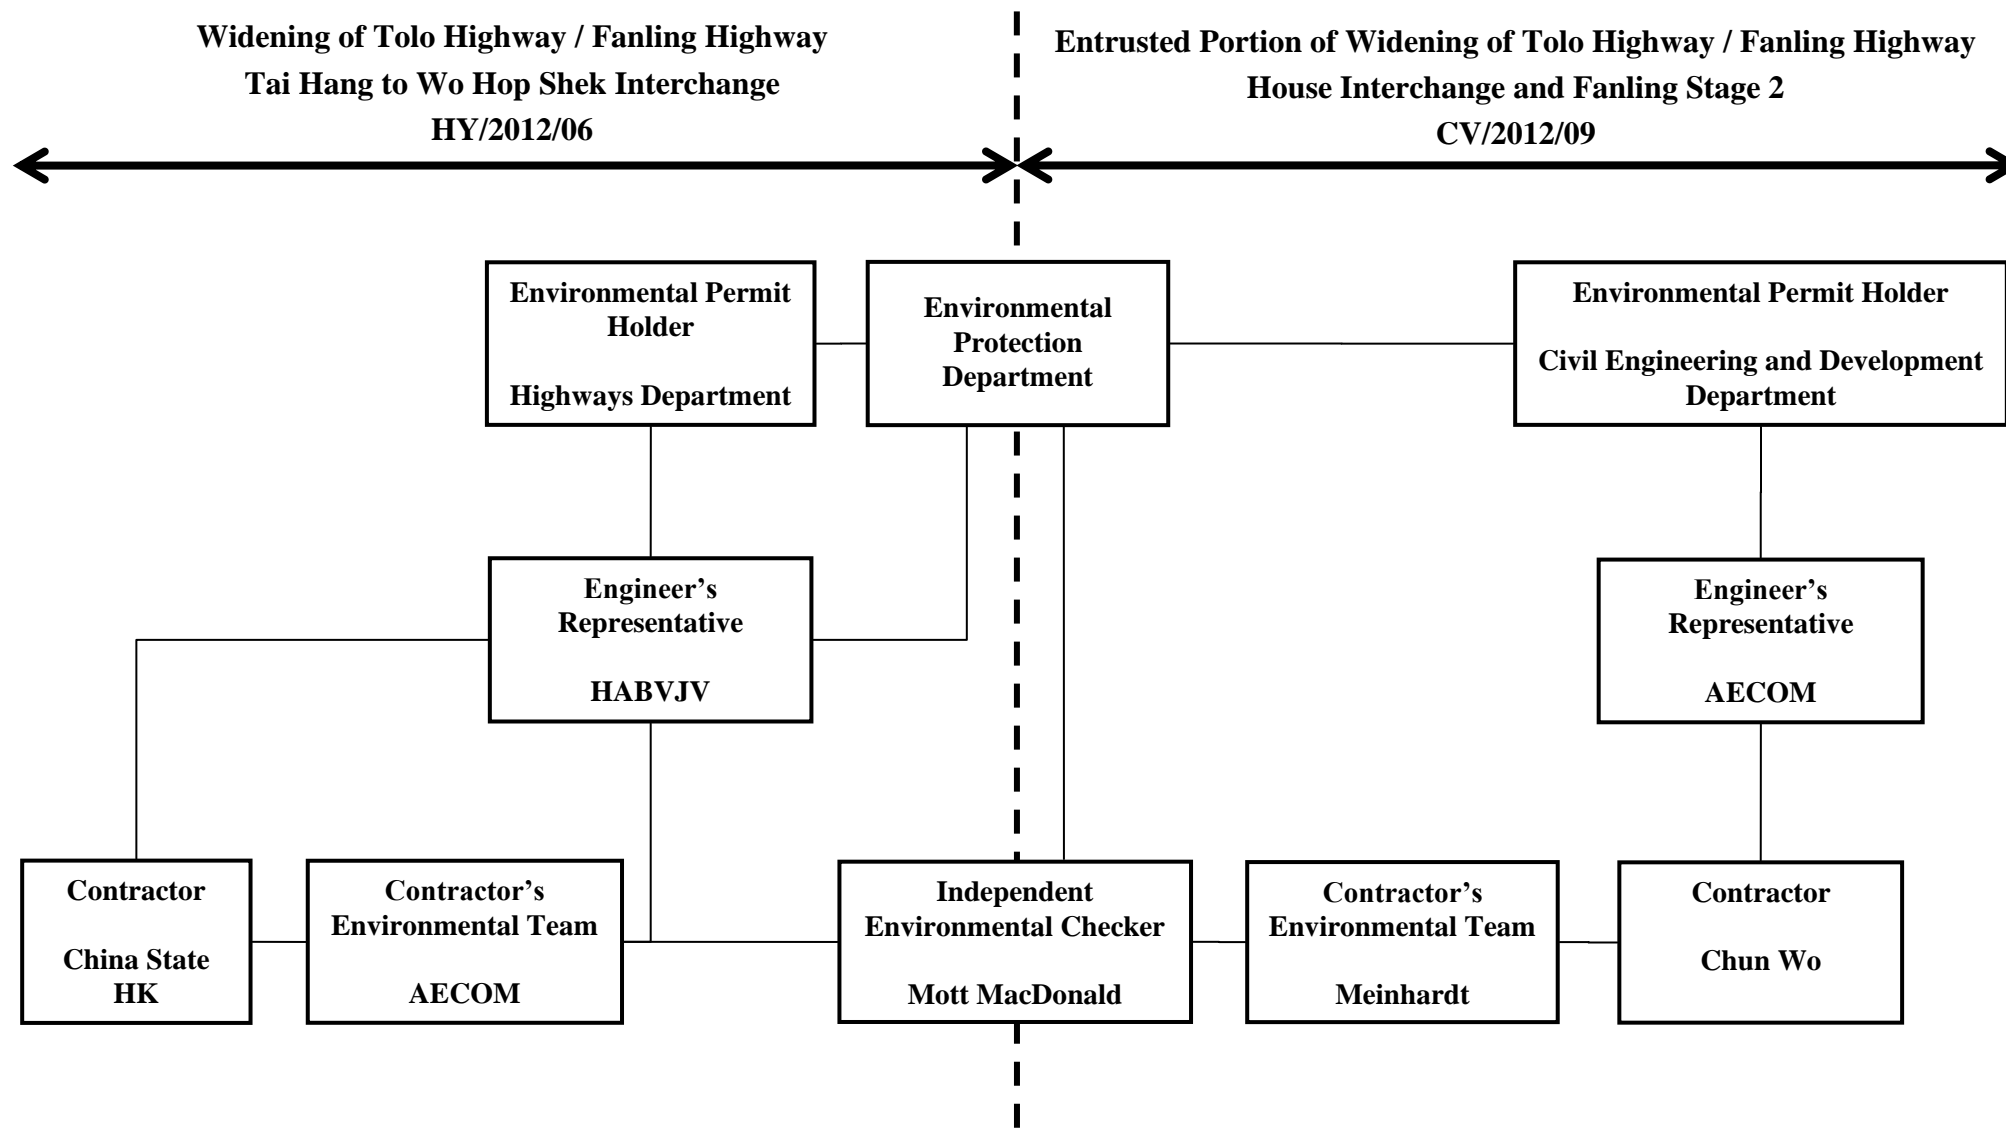 Widening of Tolo Highway / Fanling Highway
Tai Hang to Wo Hop Shek Interchange
HY/2012/06
Entrusted Portion of Widening of Tolo Highway / Fanling Highway
House Interchange and Fanling Stage 2
CV/2012/09
Environmental Permit
Holder
Highways Department
Environmental
Protection
Department
Environmental Permit Holder
Civil Engineering and Development
Department
Engineer’s
Representative
HABVJV
Engineer’s
Representative
AECOM
Contractor
China State
HK
Contractor’s
Environmental Team
AECOM
Independent
Environmental Checker
Mott MacDonald
Contractor’s
Environmental Team
Meinhardt
Contractor
Chun Wo